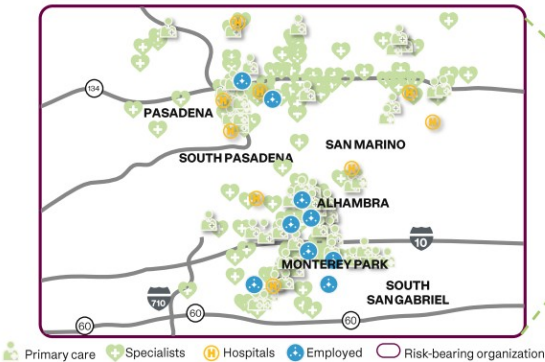 134
PASADENA
SOUTH PASADENA
SAN MARINO
ALHAMBRA
10
MONTEREY PARK
SOUTH
SAN GABRIEL
710
60
60
60
Primary care
Specialists
H Hospitals
Employed
Risk-bearing organization